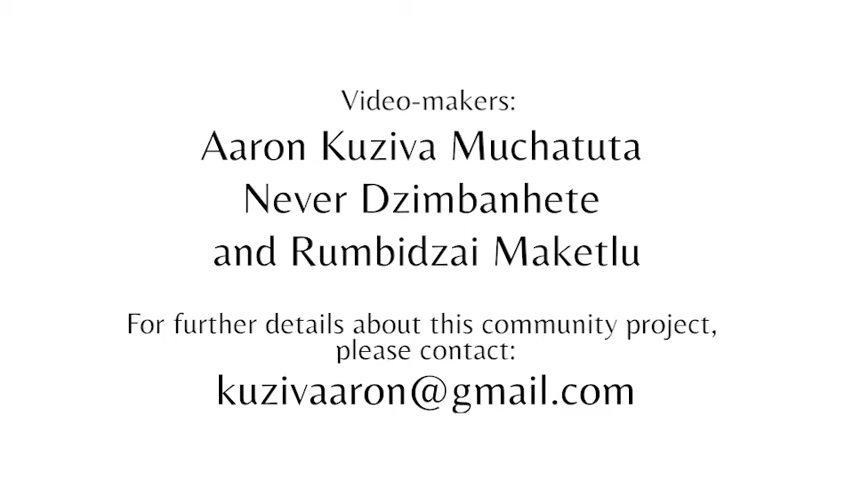 Video-makers:
Aaron Kuziva Muchatuta
Never Dzimbanhete
and Rumbidzai Maketlu
For further details about this community project,
please contact:
kuzivaaron@gmail.com